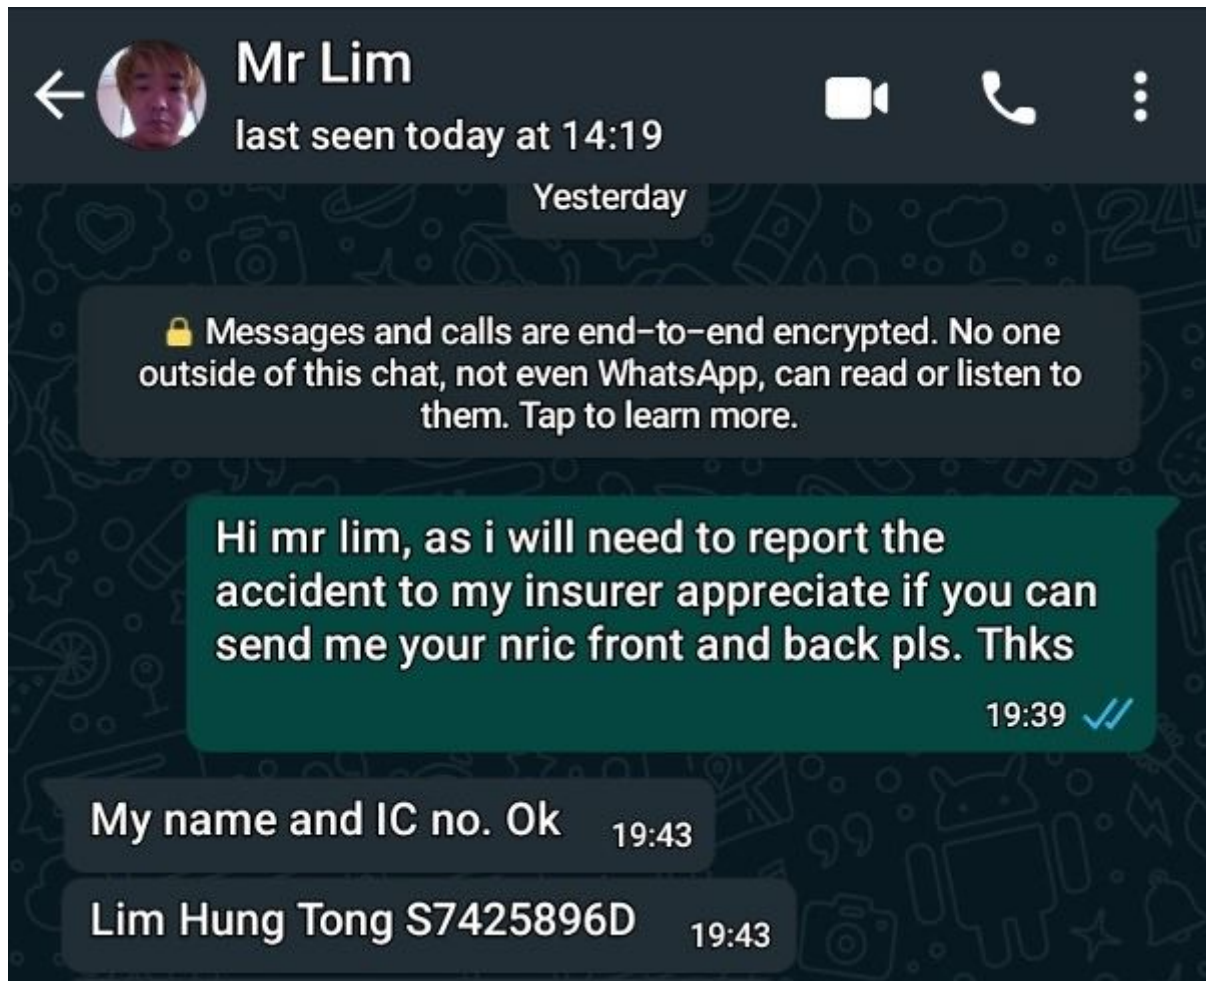 Mr Lim
last seen today at 14:19
Yesterday
🔒 Messages and calls are end-to-end encrypted. No one
outside of this chat, not even WhatsApp, can read or listen to
them. Tap to learn more.
Hi mr lim, as i will need to report the
accident to my insurer appreciate if you can
send me your nric front and back pls. Thks
19:39
My name and IC no. Ok 19:43
Lim Hung Tong S7425896D 19:43